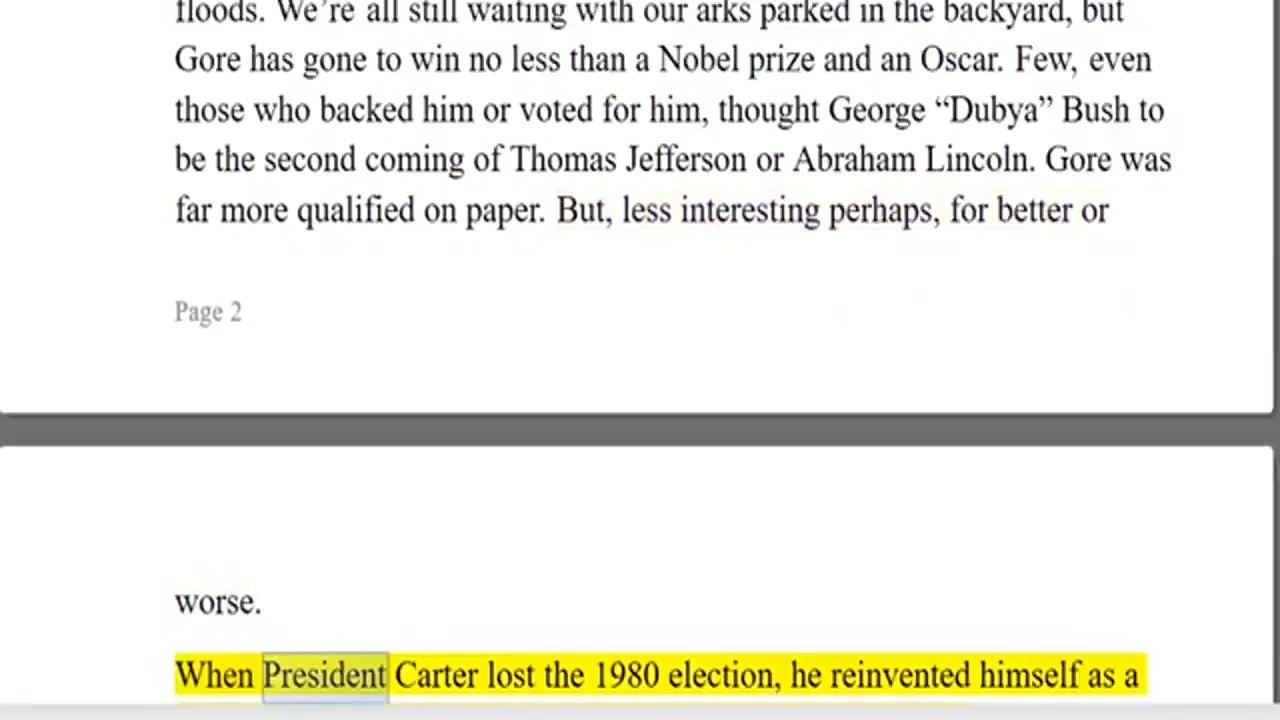 floods. We’re all still waiting with our arks parked in the backyard, but
Gore has gone to win no less than a Nobel prize and an Oscar. Few, even
those who backed him or voted for him, thought George “Dubya” Bush to
be the second coming of Thomas Jefferson or Abraham Lincoln. Gore was
far more qualified on paper. But, less interesting perhaps, for better or
Page 2
worse.
When President Carter lost the 1980 election, he reinvented himself as a